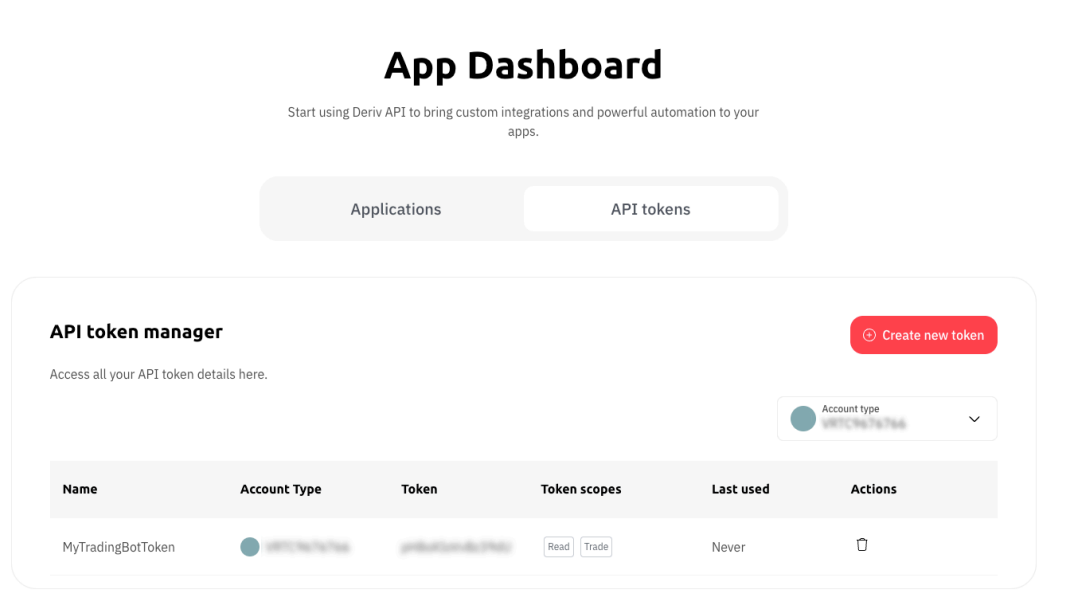 App Dashboard
Start using Deriv API to bring custom integrations and powerful automation to your
apps.
Applications
API tokens
API token manager
Create new token
Access all your API token details here.
Account type
Name Account Type Token Token scopes Last used Actions
MyTradingBotToken Read Trade Never